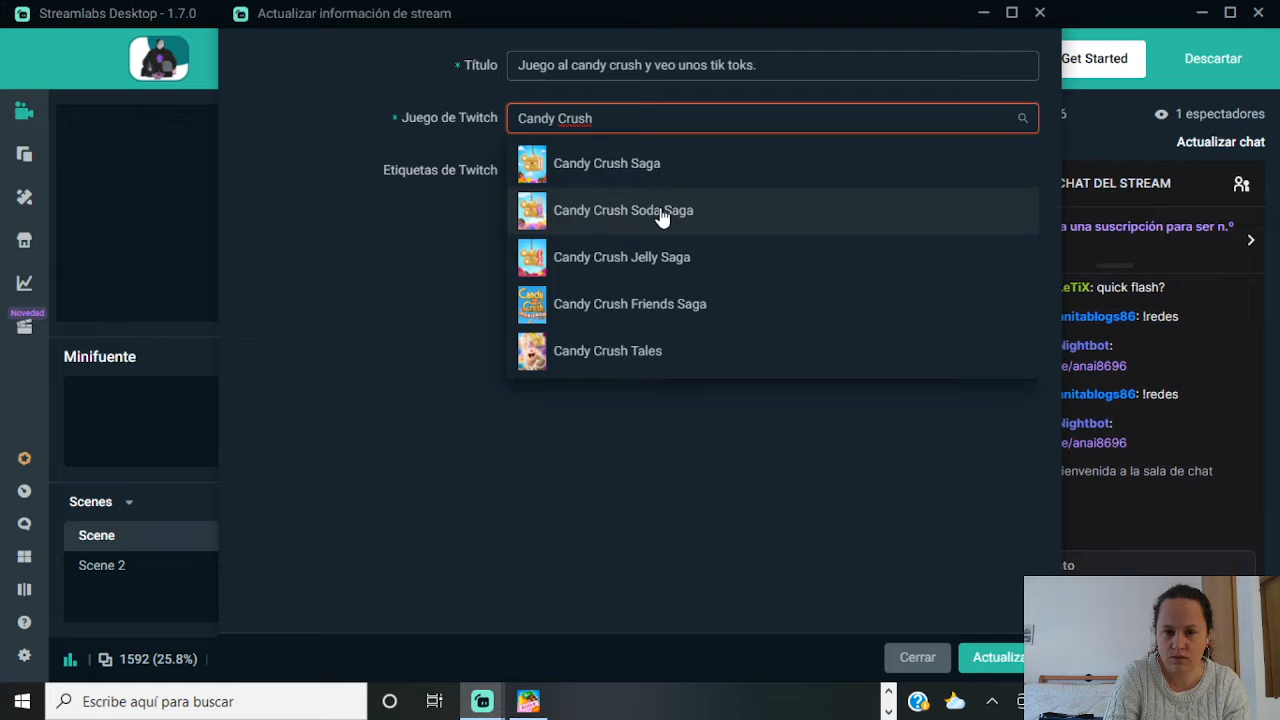 Streamlabs Desktop - 1.7.0
Actualizar información de stream
* Título
Juego al candy crush y veo unos tik toks.
Get Started
Descartar
* Juego de Twitch
Candy Crush
6
1 espectadores
Actualizar chat
Etiquetas de Twitch
Candy Crush Saga
Candy Crush Soda Saga
Candy Crush Jelly Saga
Candy Crush Friends Saga
Candy Crush Tales
CHAT DEL STREAM
a una suscripción para ser n.º
eTiX: quick flash?
nitablogs86: !redes
Nightbot:
e/anai8696
nitablogs86: !redes
Nightbot:
e/anai8696
ienvenida a la sala de chat
to
Novedad
Minifuente
Scenes
Scene
Scene 2
1592 (25.8%)
Cerrar
Actualiza
Escribe aquí para buscar